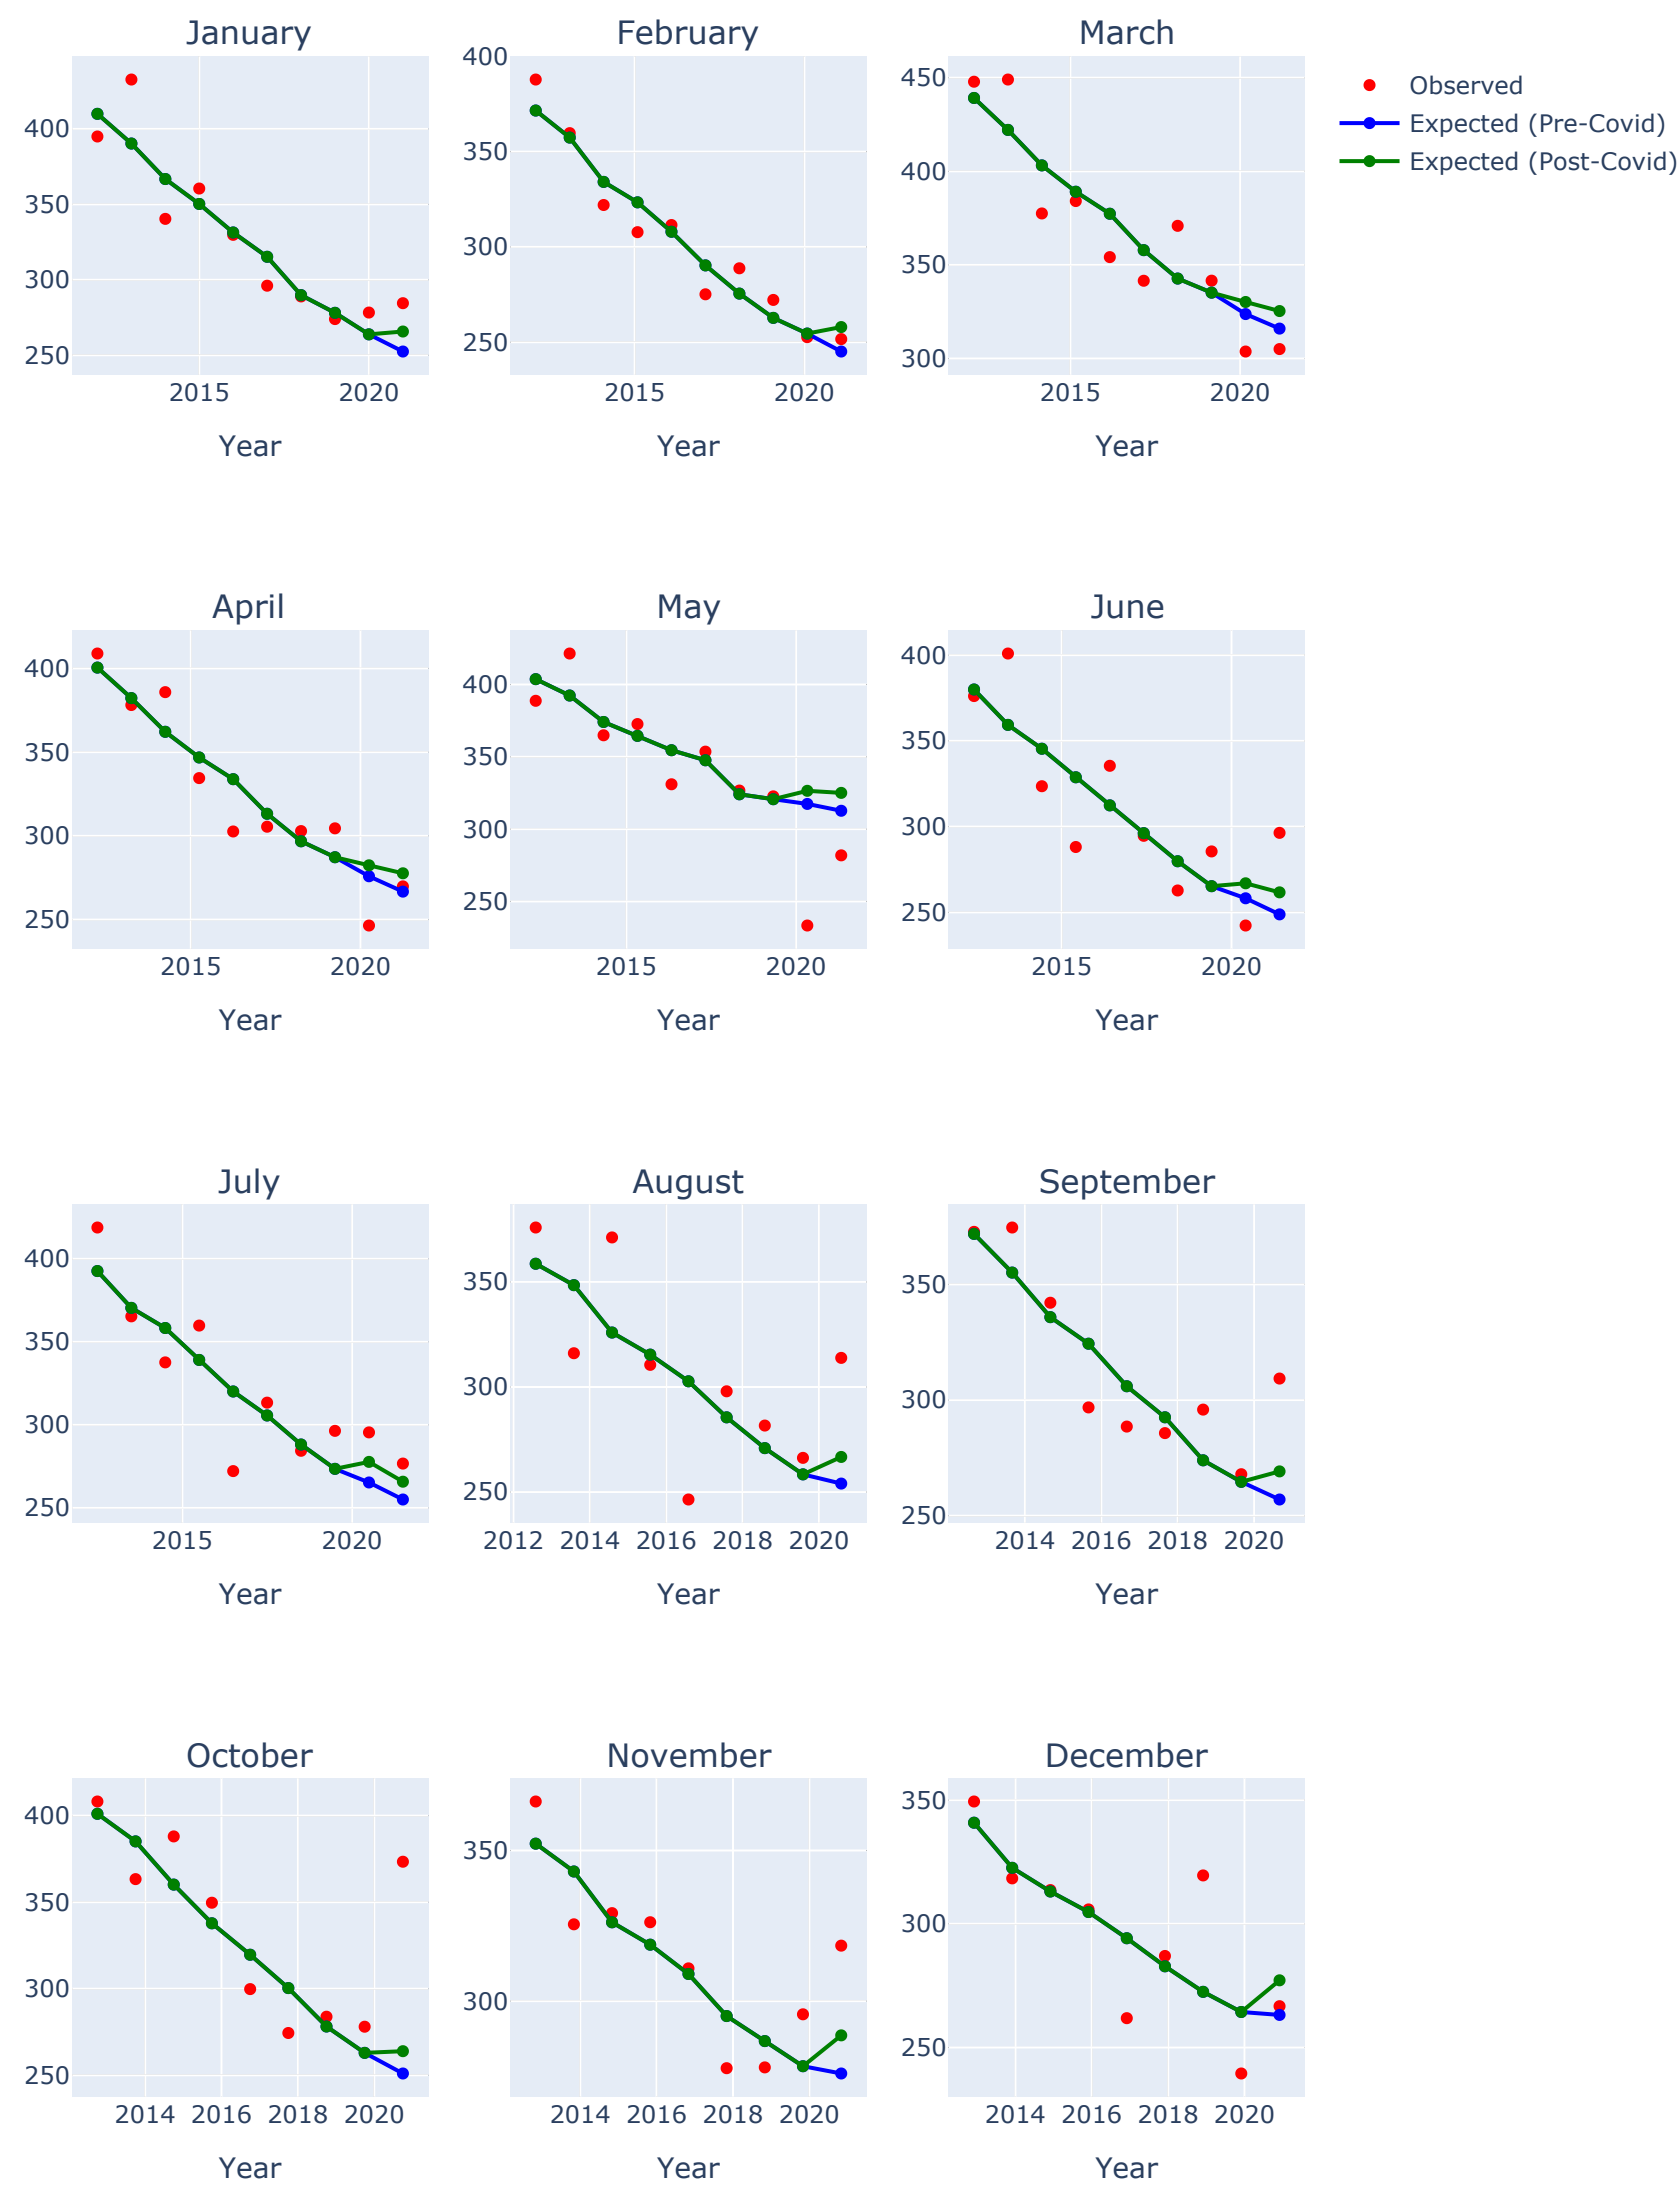 January
February
March
400
350
300
250
2015
2020
Year
400
350
300
250
2015
2020
Year
450
400
350
300
2015
2020
Year
Observed
Expected (Pre-Covid)
Expected (Post-Covid)
April
May
June
400
350
300
250
2015
2020
Year
400
350
300
250
2015
2020
Year
400
350
300
250
2015
2020
Year
July
August
September
400
350
300
250
2015
2020
Year
350
300
250
2012
2014
2016
2018
2020
Year
350
300
250
2014
2016
2018
2020
Year
October
November
December
400
350
300
250
2014
2016
2018
2020
Year
350
300
2014
2016
2018
2020
Year
350
300
250
2014
2016
2018
2020
Year